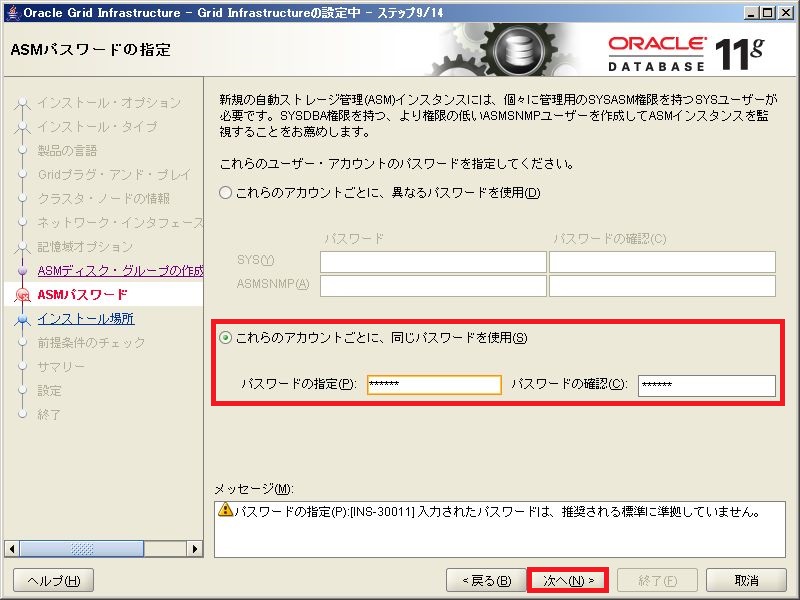 Oracle Grid Infrastructure - Grid Infrastructureの設定中 - ステップ9/14
ASMパスワードの指定
ORACLE
DATABASE
11g
インストール・オプション
インストール・タイプ
製品の言語
Gridプラグ・アンド・プレイ
クラスタ・ノードの情報
ネットワーク・インタフェース
記憶域オプション
ASMディスク・グループの作成
ASMパスワード
インストール場所
前提条件のチェック
サマリー
設定
終了
新規の自動ストレージ管理(ASM)インスタンスには、個々に管理用のSYSASM権限を持つSYSユーザーが
必要です。SYSDBA権限を持つ、より権限の低いASMSNMPユーザーを作成してASMインスタンスを監
視することをお薦めします。
これらのユーザー・アカウントのパスワードを指定してください。
これらのアカウントごとに、異なるパスワードを使用(D)
パスワード パスワードの確認(C)
SYS(Y)
ASMSNMP(A)
これらのアカウントごとに、同じパスワードを使用(S)
パスワードの指定(P): ****** パスワードの確認(C): ******
メッセージ(M):
パスワードの指定(P):[INS-30011] 入力されたパスワードは、推奨される標準に準拠していません。
ヘルプ(H) < 戻る(B) 次へ(N) > 終了(F) 取消